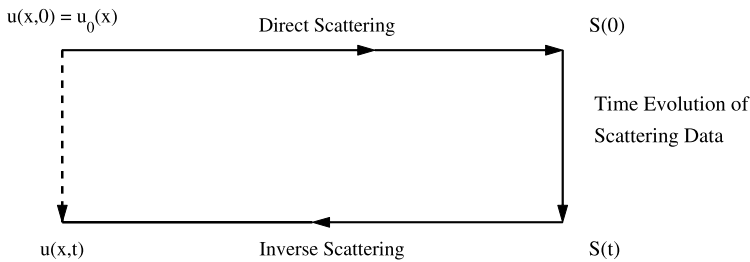 u(x,0) = u₀(x)
Direct Scattering
S(0)
Time Evolution of
Scattering Data
u(x,t)
Inverse Scattering
S(t)